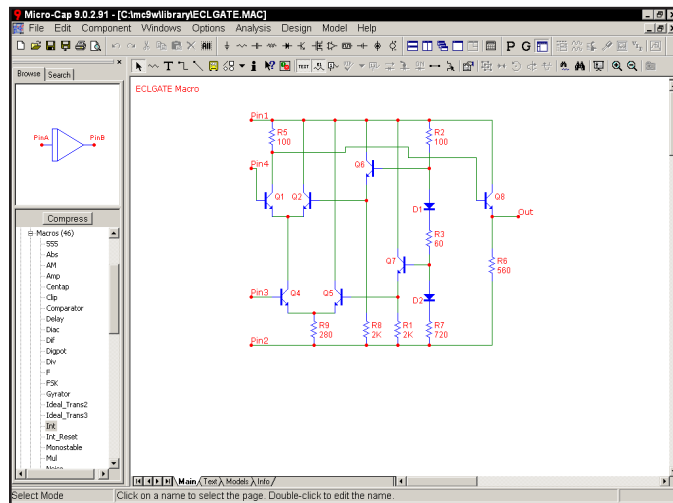 Micro-Cap 9.0.2.91 - [C:\mc9w\library\ECLGATE.MAC]
File Edit Component Windows Options Analysis Design Model Help
P G
T i TEXT
Browse Search
PinA PinB
Compress
Macros (46)
555
Abs
AM
Amp
Centap
Clip
Comparator
Delay
Diac
Dif
Digpot
Div
F
FSK
Gyrator
Ideal_Trans2
Ideal_Trans3
Int
Int_Reset
Monostable
Mul
Noise
ECLGATE Macro
Pin1
R5
100
R2
100
Pin4
Q6
Q1
Q2
Q8
D1
Out
R3
60
Q7
R6
560
Pin3
Q4
Q5
D2
R9
280
R8
2K
R1
2K
R7
720
Pin2
Main Text Models Info
Select Mode Click on a name to select the page. Double-click to edit the name.